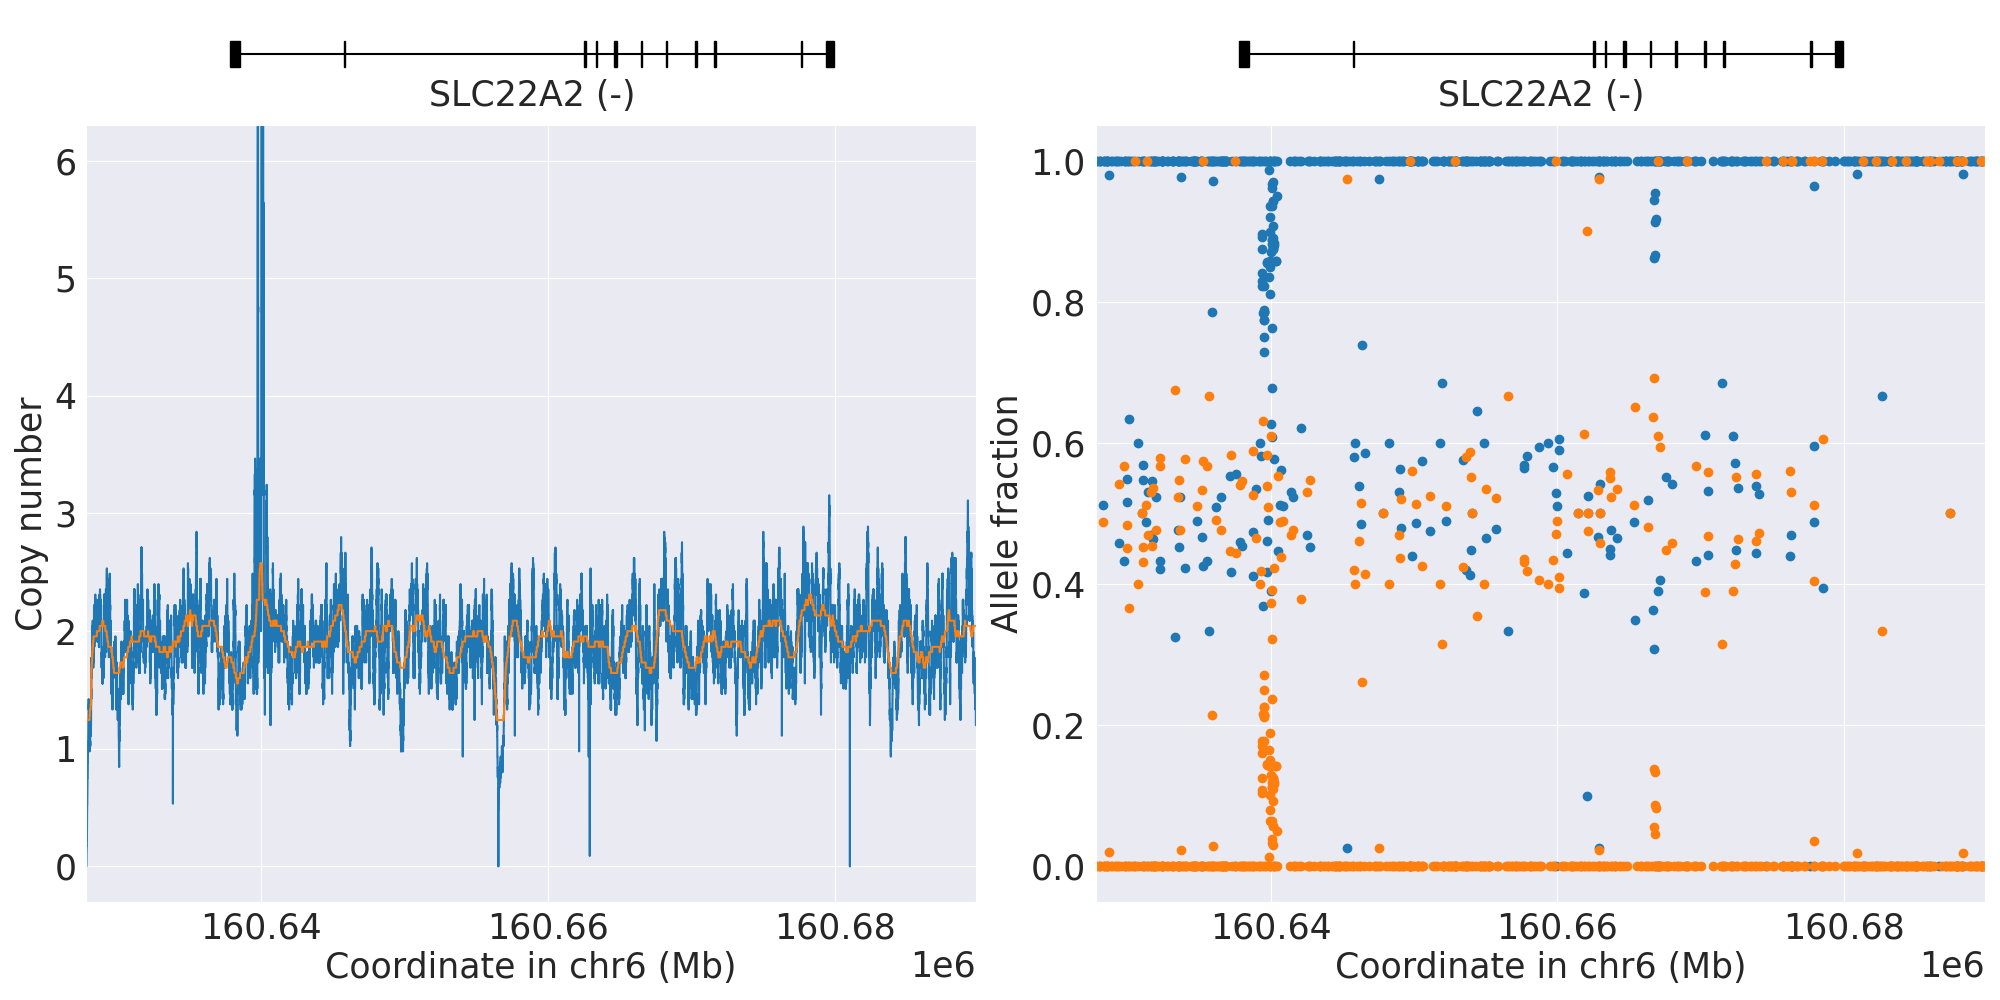 SLC22A2 (-)
SLC22A2 (-)
Copy number
6
5
4
3
2
1
0
160.64
160.66
160.68
Coordinate in chr6 (Mb)
1e6
Allele fraction
1.0
0.8
0.6
0.4
0.2
0.0
160.64
160.66
160.68
Coordinate in chr6 (Mb)
1e6